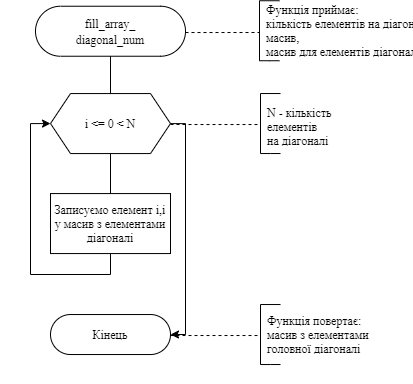 fill_array_
diagonal_num
Функція приймає:
кількість елементів на діагон
масив,
масив для елементів діагонал
i <= 0 < N
N - кількість
елементів
на діагоналі
Записуємо елемент i,i
у масив з елементами
діагоналі
Кінець
Функція повертає:
масив з елементами
головної діагоналі